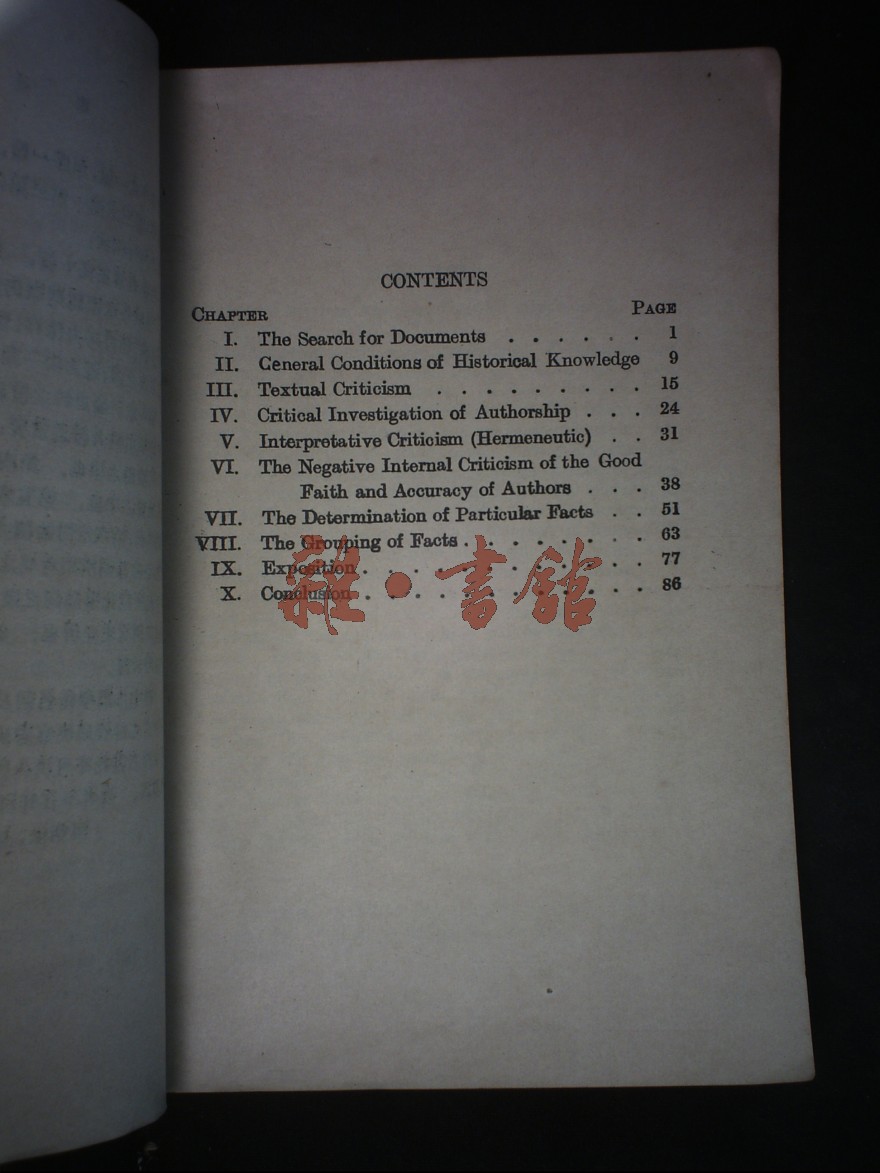 CONTENTS
CHAPTER PAGE
I. The Search for Documents . . . . . . 1
II. General Conditions of Historical Knowledge 9
III. Textual Criticism . . . . . . . . . 15
IV. Critical Investigation of Authorship . . . 24
V. Interpretative Criticism (Hermeneutic) . . 31
VI. The Negative Internal Criticism of the Good
Faith and Accuracy of Authors . . . 38
VII. The Determination of Particular Facts . . 51
VIII. The Grouping of Facts . . . . . . . . 63
IX. Exposition . . . . . . . . . . . . 77
X. Conclusion . . . . . . . . . . . . 86
雜·書館